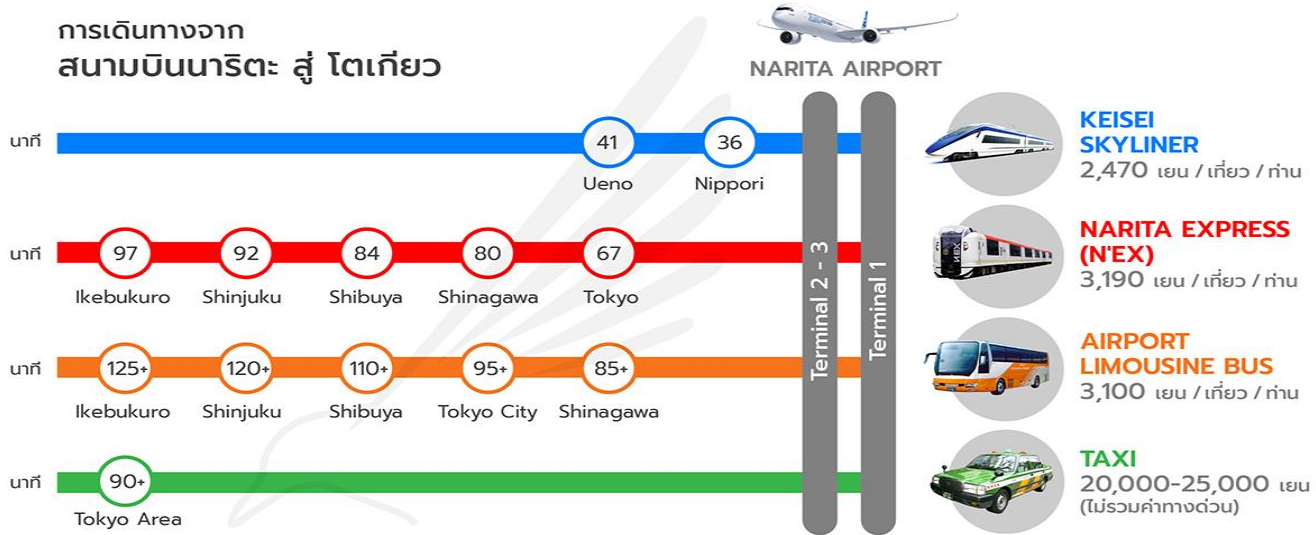 การเดินทางจาก
สนามบินนาริตะ สู่ โตเกียว
NARITA AIRPORT
Terminal 2 - 3
Terminal 1
นาที
41
36
Ueno
Nippori
KEISEI
SKYLINER
2,470 เยน / เที่ยว / ท่าน
นาที
97
92
84
80
67
Ikebukuro
Shinjuku
Shibuya
Shinagawa
Tokyo
NARITA EXPRESS
(N'EX)
3,190 เยน / เที่ยว / ท่าน
นาที
125+
120+
110+
95+
85+
Ikebukuro
Shinjuku
Shibuya
Tokyo City
Shinagawa
AIRPORT
LIMOUSINE BUS
3,100 เยน / เที่ยว / ท่าน
นาที
90+
Tokyo Area
TAXI
20,000-25,000 เยน
(ไม่รวมค่าทางด่วน)